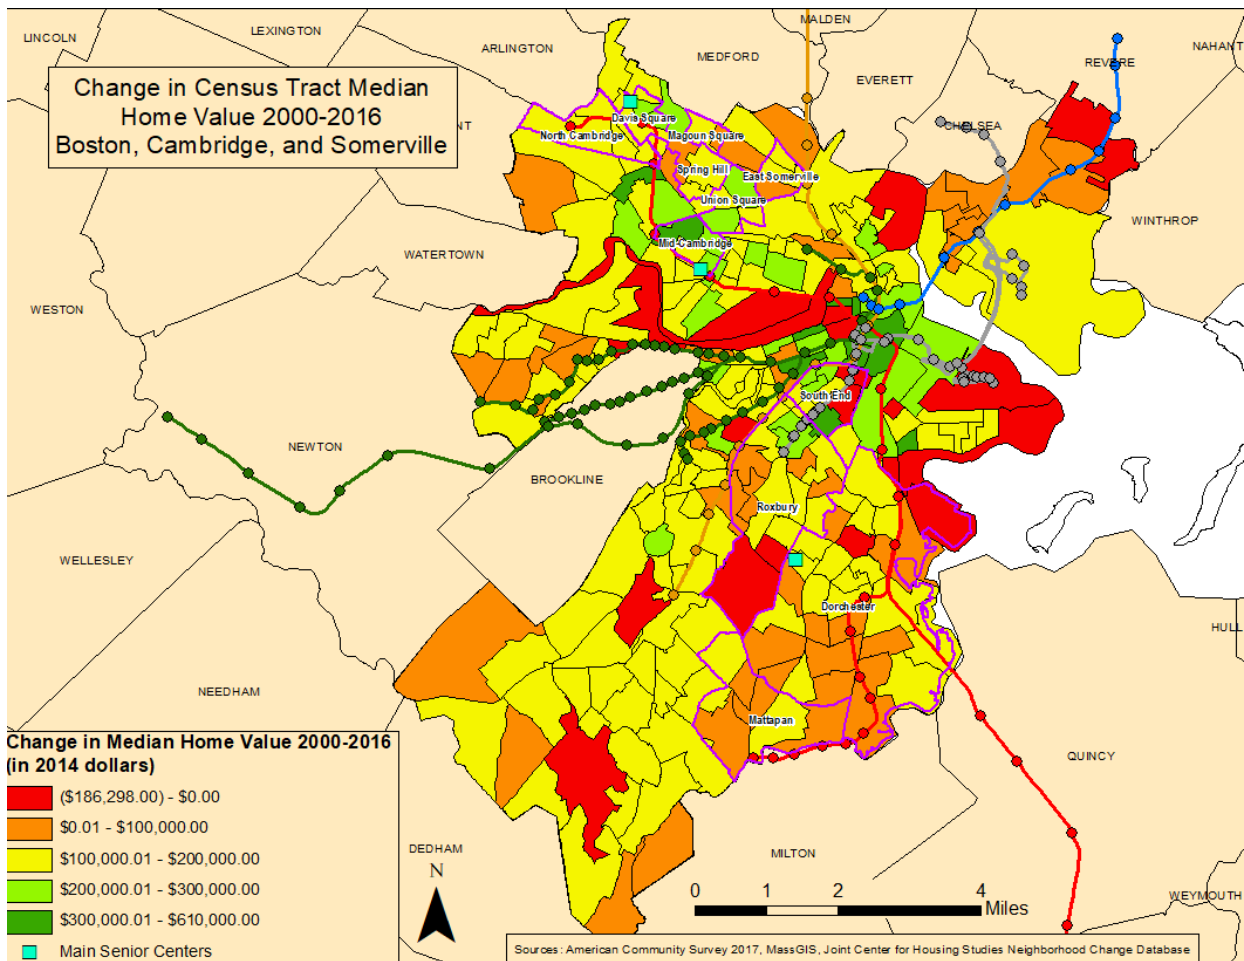 MALDEN
LINCOLN
LEXINGTON
ARLINGTON
MEDFORD
NAHANT
REVERE
EVERETT
Change in Census Tract Median
Home Value 2000-2016
Boston, Cambridge, and Somerville
NT
CHELSEA
Davis Square
North Cambridge
Magoun Square
Spring Hill
East Somerville
Union Square
WINTHROP
Mid-Cambridge
WATERTOWN
WESTON
South End
NEWTON
BROOKLINE
Roxbury
WELLESLEY
Dorchester
HULL
NEEDHAM
Mattapan
QUINCY
Change in Median Home Value 2000-2016
(in 2014 dollars)
($186,298.00) - $0.00
$0.01 - $100,000.00
$100,000.01 - $200,000.00
$200,000.01 - $300,000.00
$300,000.01 - $610,000.00
Main Senior Centers
DEDHAM
MILTON
N
0 1 2 4
Miles
WEYMOUTH
Sources: American Community Survey 2017, MassGIS, Joint Center for Housing Studies Neighborhood Change Database